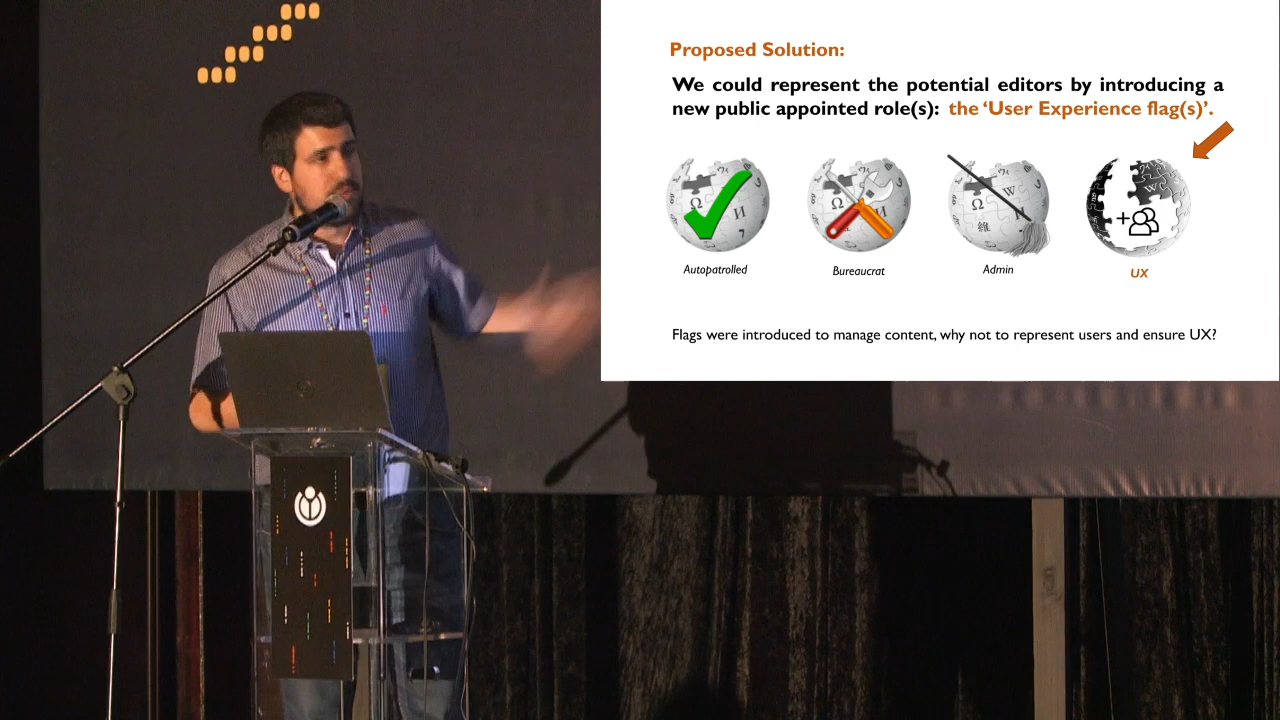 Proposed Solution:
We could represent the potential editors by introducing a
new public appointed role(s): the ‘User Experience flag(s)’.
Autopatrolled
Bureaucrat
Admin
UX
Flags were introduced to manage content, why not to represent users and ensure UX?